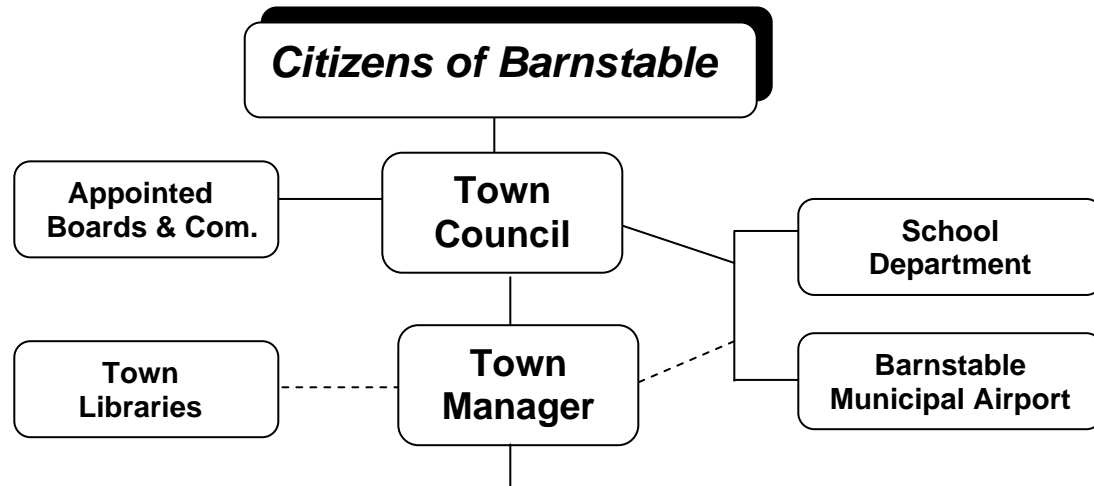 Citizens of Barnstable
Appointed
Boards & Com.
Town
Council
School
Department
Town
Libraries
Town
Manager
Barnstable
Municipal Airport